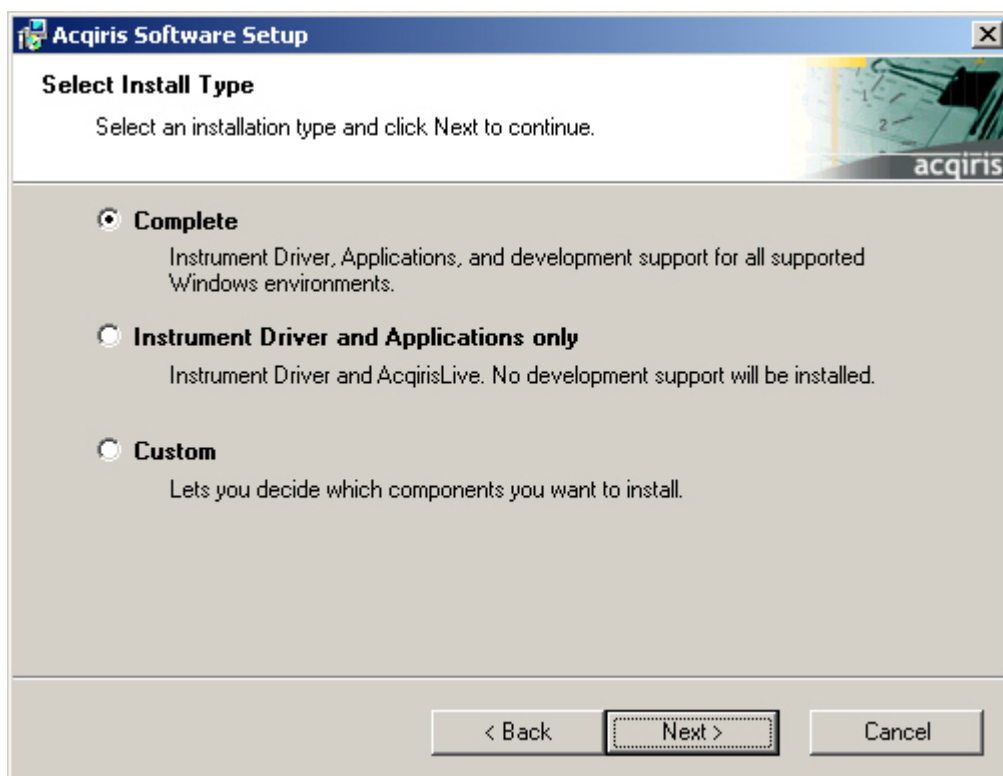 Acqiris Software Setup
Select Install Type
Select an installation type and click Next to continue.
acqiris
Complete
Instrument Driver, Applications, and development support for all supported
Windows environments.
Instrument Driver and Applications only
Instrument Driver and AcqirisLive. No development support will be installed.
Custom
Lets you decide which components you want to install.
< Back
Next >
Cancel